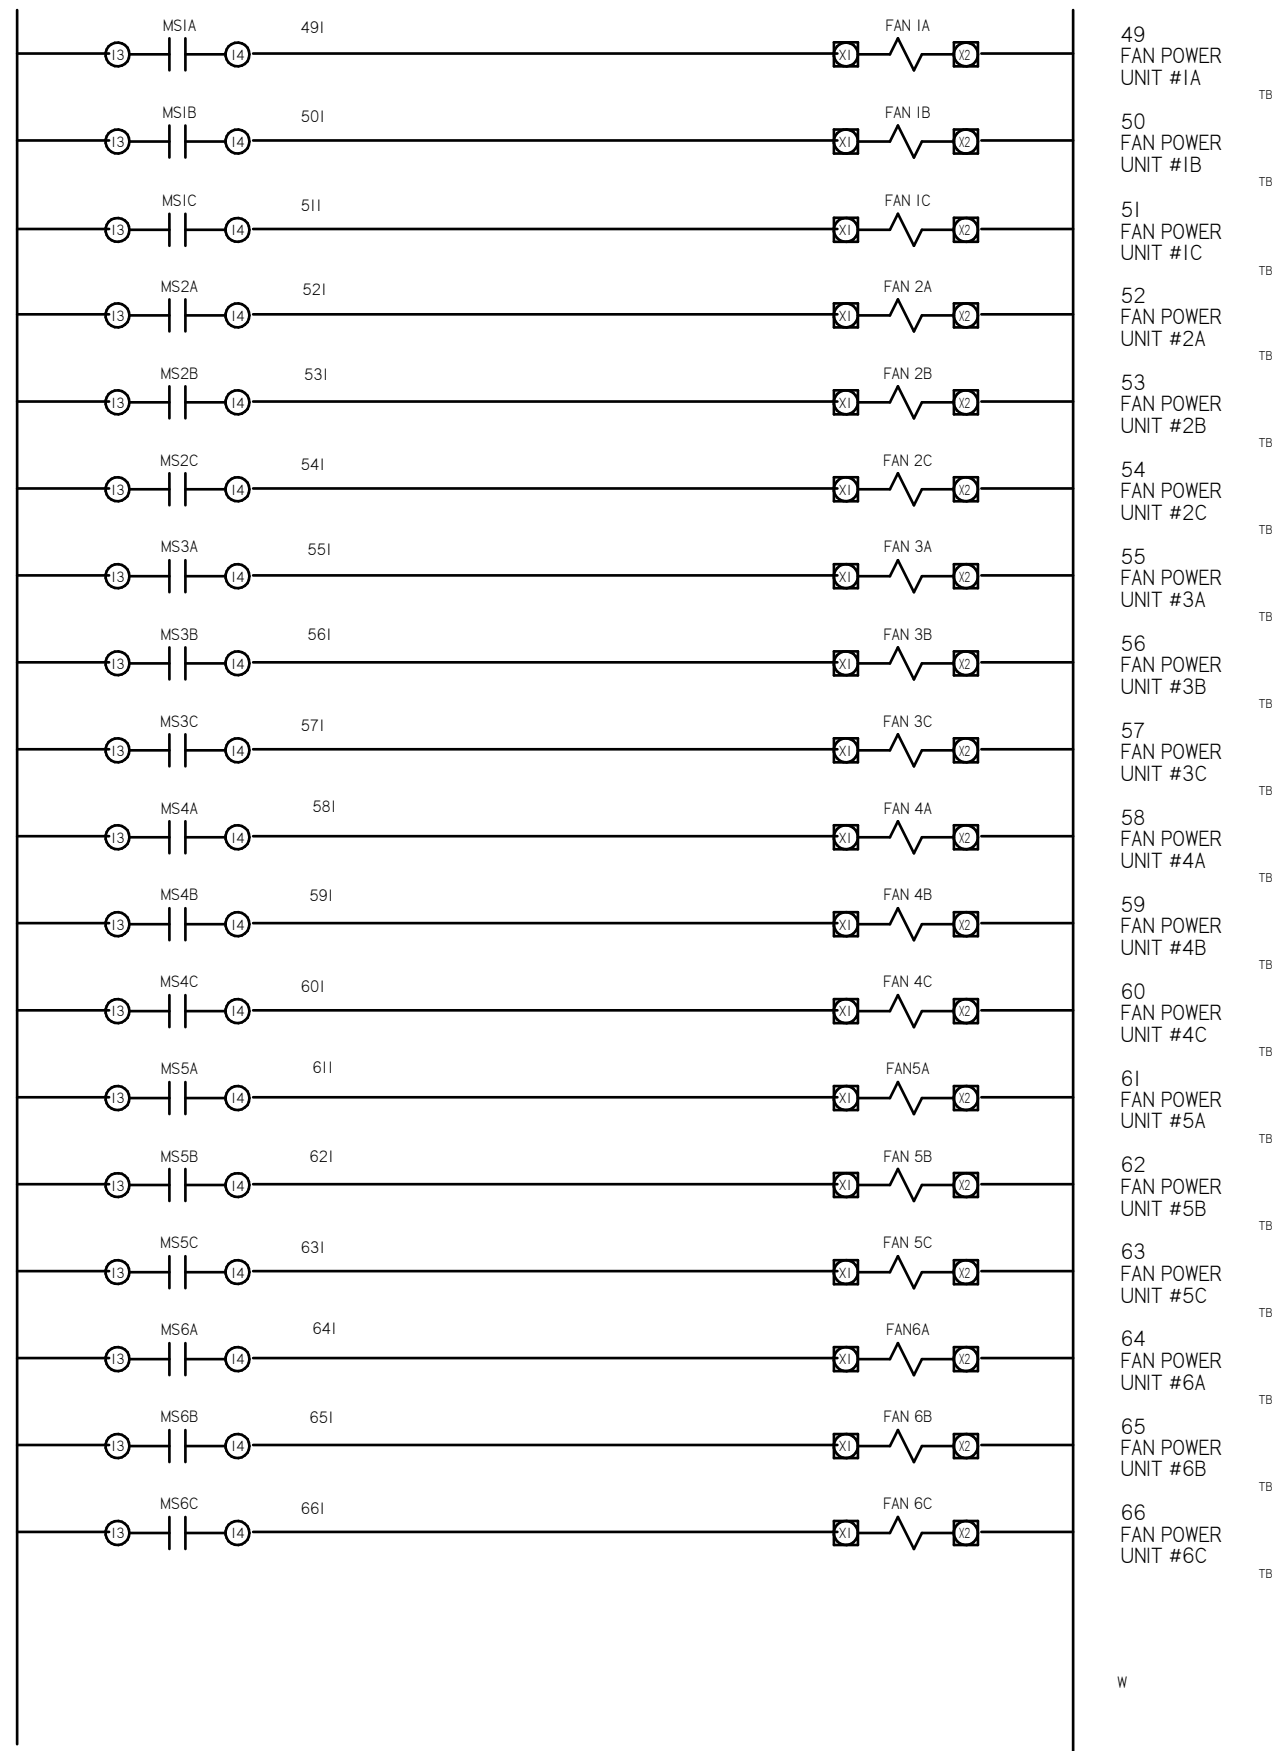 MS1A 491 FAN 1A
13 14 X1 X2
49
FAN POWER
UNIT #1A
TB
MS1B 501 FAN 1B
13 14 X1 X2
50
FAN POWER
UNIT #1B
TB
MS1C 511 FAN 1C
13 14 X1 X2
51
FAN POWER
UNIT #1C
TB
MS2A 521 FAN 2A
13 14 X1 X2
52
FAN POWER
UNIT #2A
TB
MS2B 531 FAN 2B
13 14 X1 X2
53
FAN POWER
UNIT #2B
TB
MS2C 541 FAN 2C
13 14 X1 X2
54
FAN POWER
UNIT #2C
TB
MS3A 551 FAN 3A
13 14 X1 X2
55
FAN POWER
UNIT #3A
TB
MS3B 561 FAN 3B
13 14 X1 X2
56
FAN POWER
UNIT #3B
TB
MS3C 571 FAN 3C
13 14 X1 X2
57
FAN POWER
UNIT #3C
TB
MS4A 581 FAN 4A
13 14 X1 X2
58
FAN POWER
UNIT #4A
TB
MS4B 591 FAN 4B
13 14 X1 X2
59
FAN POWER
UNIT #4B
TB
MS4C 601 FAN 4C
13 14 X1 X2
60
FAN POWER
UNIT #4C
TB
MS5A 611 FAN5A
13 14 X1 X2
61
FAN POWER
UNIT #5A
TB
MS5B 621 FAN 5B
13 14 X1 X2
62
FAN POWER
UNIT #5B
TB
MS5C 631 FAN 5C
13 14 X1 X2
63
FAN POWER
UNIT #5C
TB
MS6A 641 FAN6A
13 14 X1 X2
64
FAN POWER
UNIT #6A
TB
MS6B 651 FAN 6B
13 14 X1 X2
65
FAN POWER
UNIT #6B
TB
MS6C 661 FAN 6C
13 14 X1 X2
66
FAN POWER
UNIT #6C
TB
W